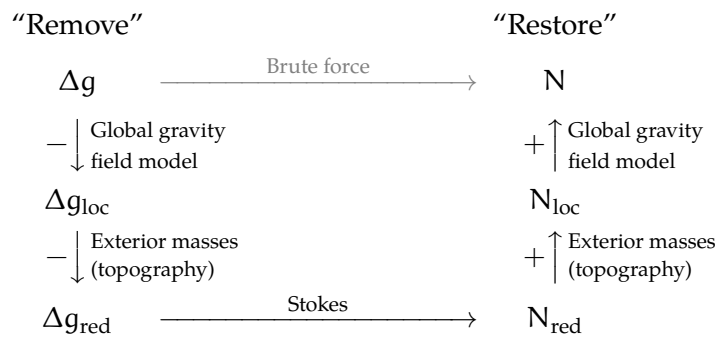 “Remove” “Restore”
Brute force
Δg N
− Global gravity + Global gravity
field model field model
Δg_loc N_loc
− Exterior masses + Exterior masses
(topography) (topography)
Stokes
Δg_red N_red